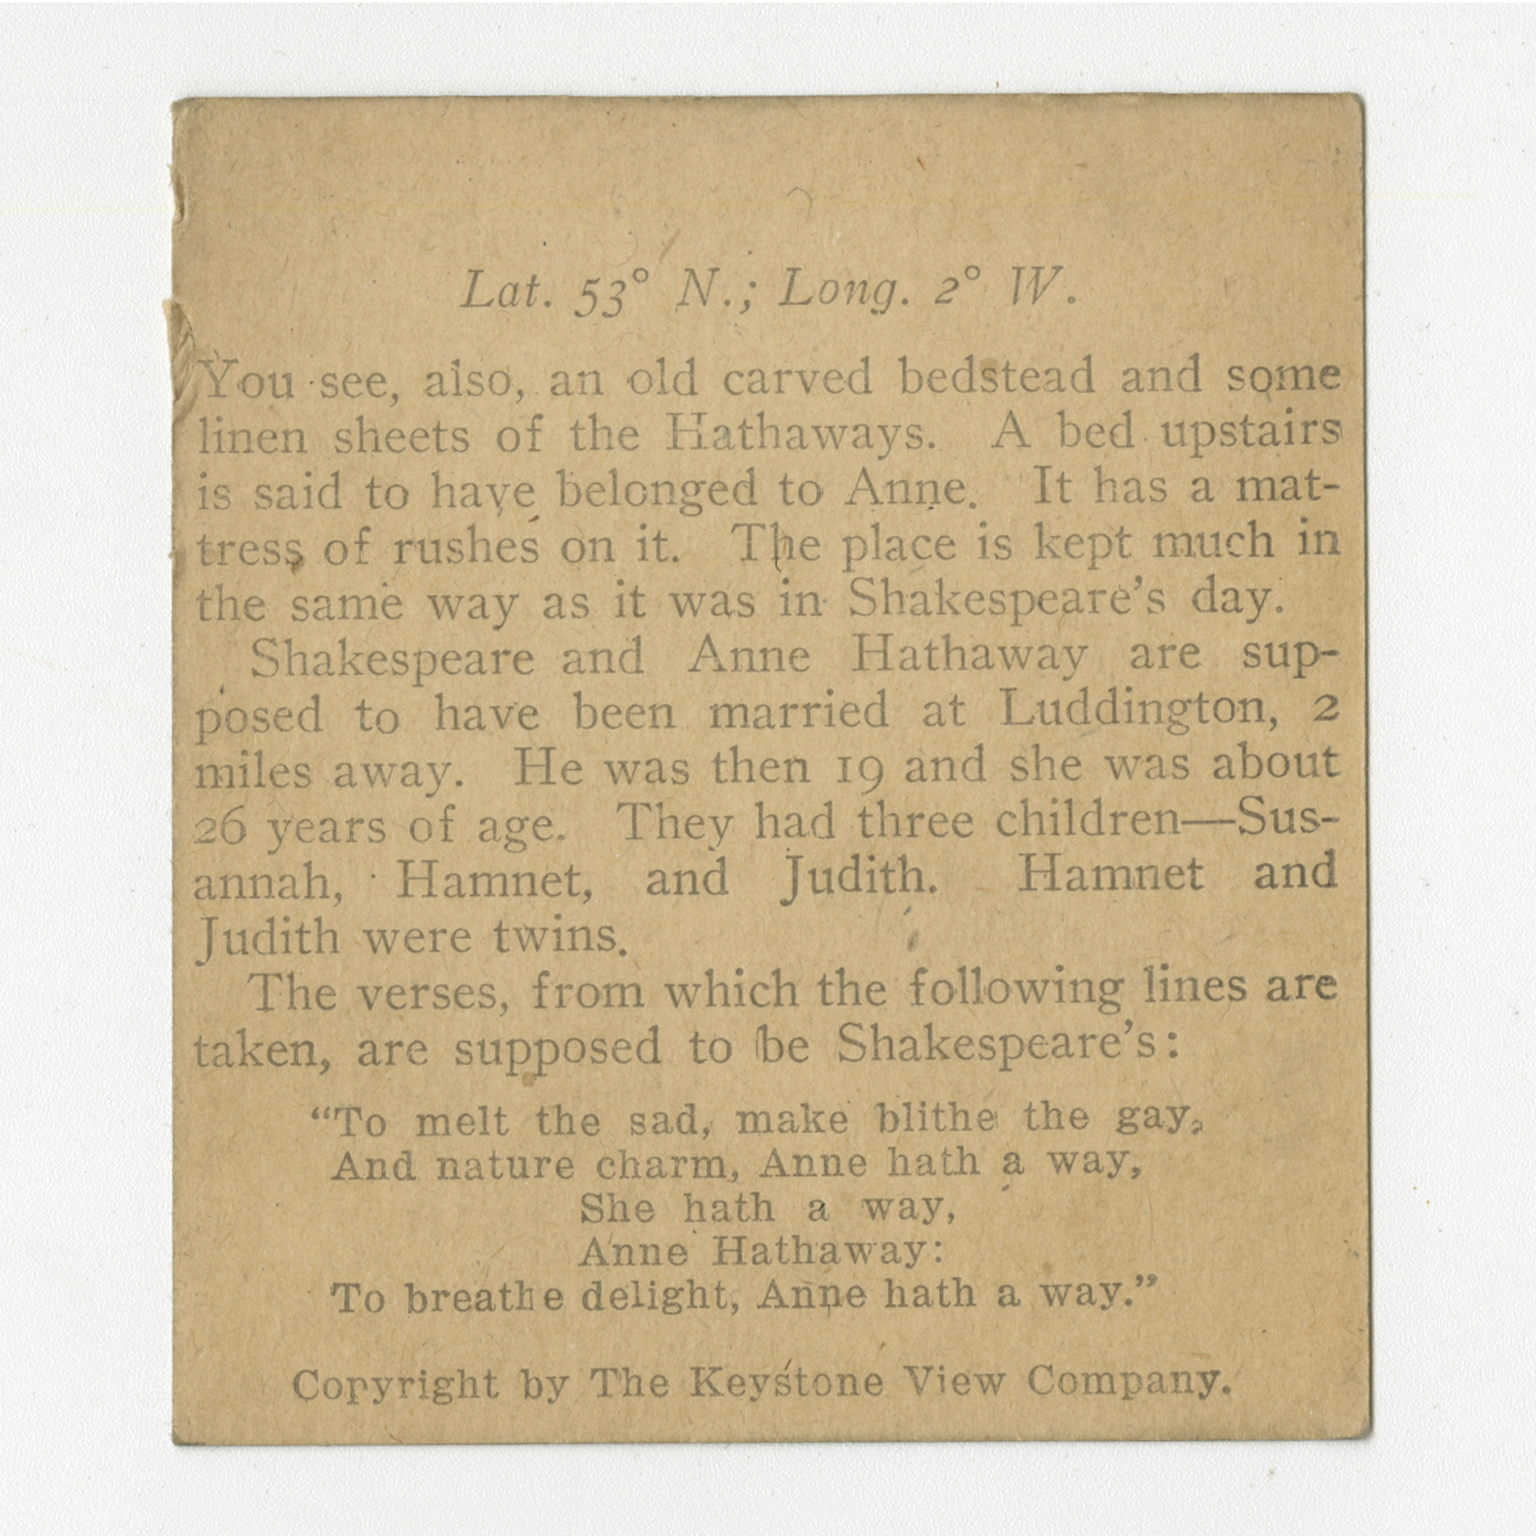 Lat. 53° N.; Long. 2° W.
You see, also, an old carved bedstead and some
linen sheets of the Hathaways. A bed upstairs
is said to have belonged to Anne. It has a mat-
tress of rushes on it. The place is kept much in
the same way as it was in Shakespeare's day.
Shakespeare and Anne Hathaway are sup-
posed to have been married at Luddington, 2
miles away. He was then 19 and she was about
26 years of age. They had three children—Sus-
annah, Hamnet, and Judith. Hamnet and
Judith were twins.
The verses, from which the following lines are
taken, are supposed to be Shakespeare's:
“To melt the sad, make blithe the gay,
And nature charm, Anne hath a way,
She hath a way,
Anne Hathaway:
To breathe delight, Anne hath a way.”
Copyright by The Keystone View Company.